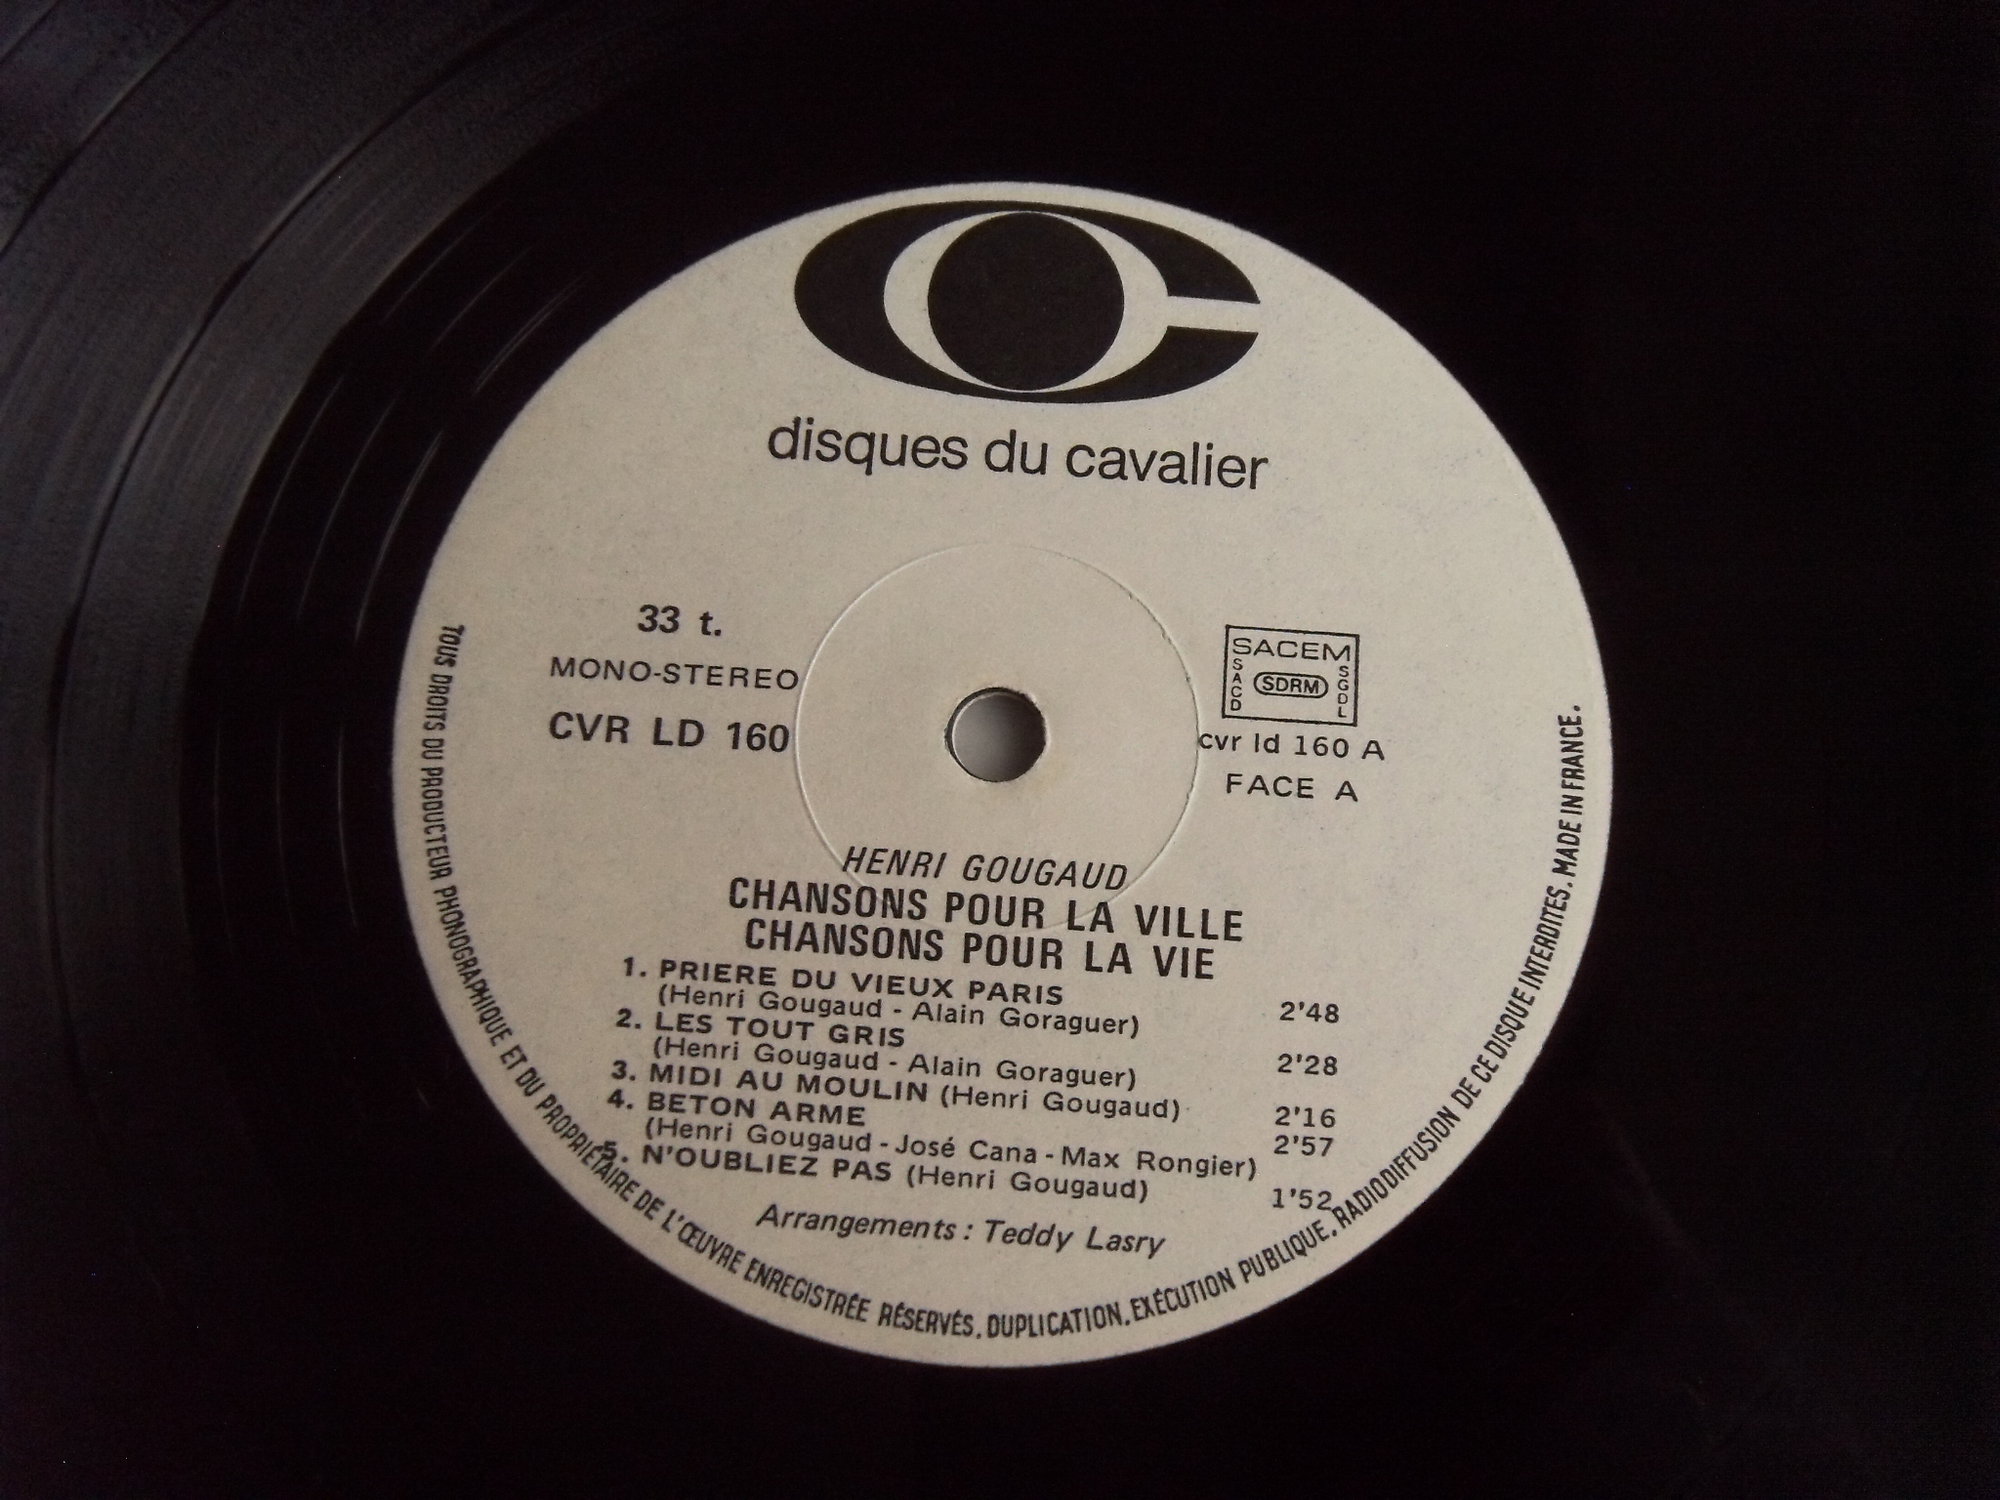 disques du cavalier
33 t.
MONO-STEREO
CVR LD 160
SACEM
SACD
SDRM
SGDL
cvr ld 160 A
FACE A
HENRI GOUGAUD
CHANSONS POUR LA VILLE
CHANSONS POUR LA VIE
1. PRIERE DU VIEUX PARIS
(Henri Gougaud - Alain Goraguer) 2'48
2. LES TOUT GRIS
(Henri Gougaud - Alain Goraguer) 2'28
3. MIDI AU MOULIN (Henri Gougaud) 2'16
4. BETON ARME 2'57
(Henri Gougaud - José Cana - Max Rongier)
5. N'OUBLIEZ PAS (Henri Gougaud) 1'52
Arrangements : Teddy Lasry
TOUS DROITS DU PRODUCTEUR PHONOGRAPHIQUE ET DU PROPRIÉTAIRE DE L'ŒUVRE ENREGISTRÉE RÉSERVÉS. DUPLICATION. EXÉCUTION PUBLIQUE. RADIODIFFUSION DE CE DISQUE INTERDITES. MADE IN FRANCE.